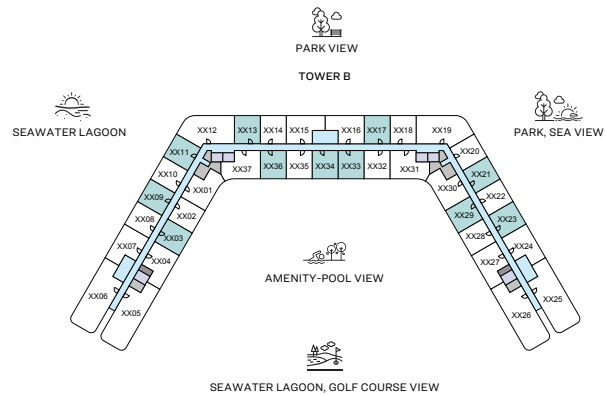 PARK VIEW
TOWER B
SEAWATER LAGOON
PARK, SEA VIEW
XX12
XX13
XX14
XX15
XX16
XX17
XX18
XX19
XX11
XX20
XX10
XX37
XX36
XX35
XX34
XX33
XX32
XX31
XX21
XX01
XX30
XX09
XX22
XX02
XX29
XX08
XX23
XX03
XX28
XX07
XX24
XX04
XX27
XX06
XX25
XX05
XX26
AMENITY-POOL VIEW
SEAWATER LAGOON, GOLF COURSE VIEW